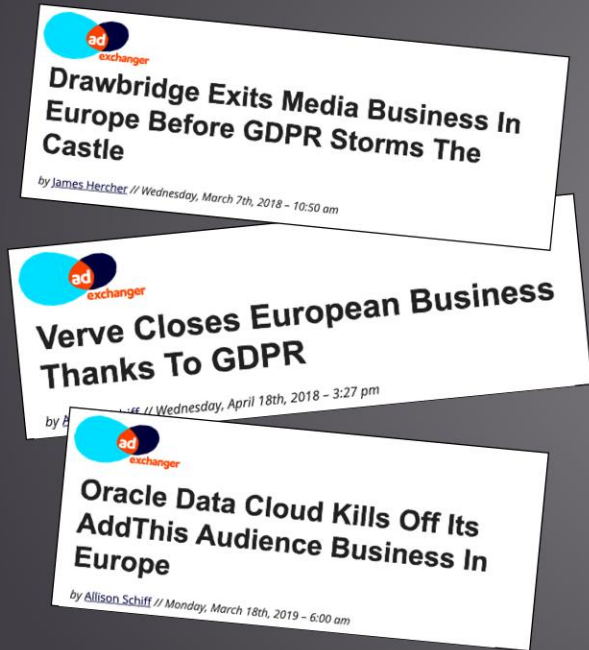 ad
exchanger
Drawbridge Exits Media Business In
Europe Before GDPR Storms The
Castle
by James Hercher // Wednesday, March 7th, 2018 – 10:50 am
ad
exchanger
Verve Closes European Business
Thanks To GDPR
by // Wednesday, April 18th, 2018 – 3:27 pm
ad
exchanger
Oracle Data Cloud Kills Off Its
AddThis Audience Business In
Europe
by Allison Schiff // Monday, March 18th, 2019 – 6:00 am